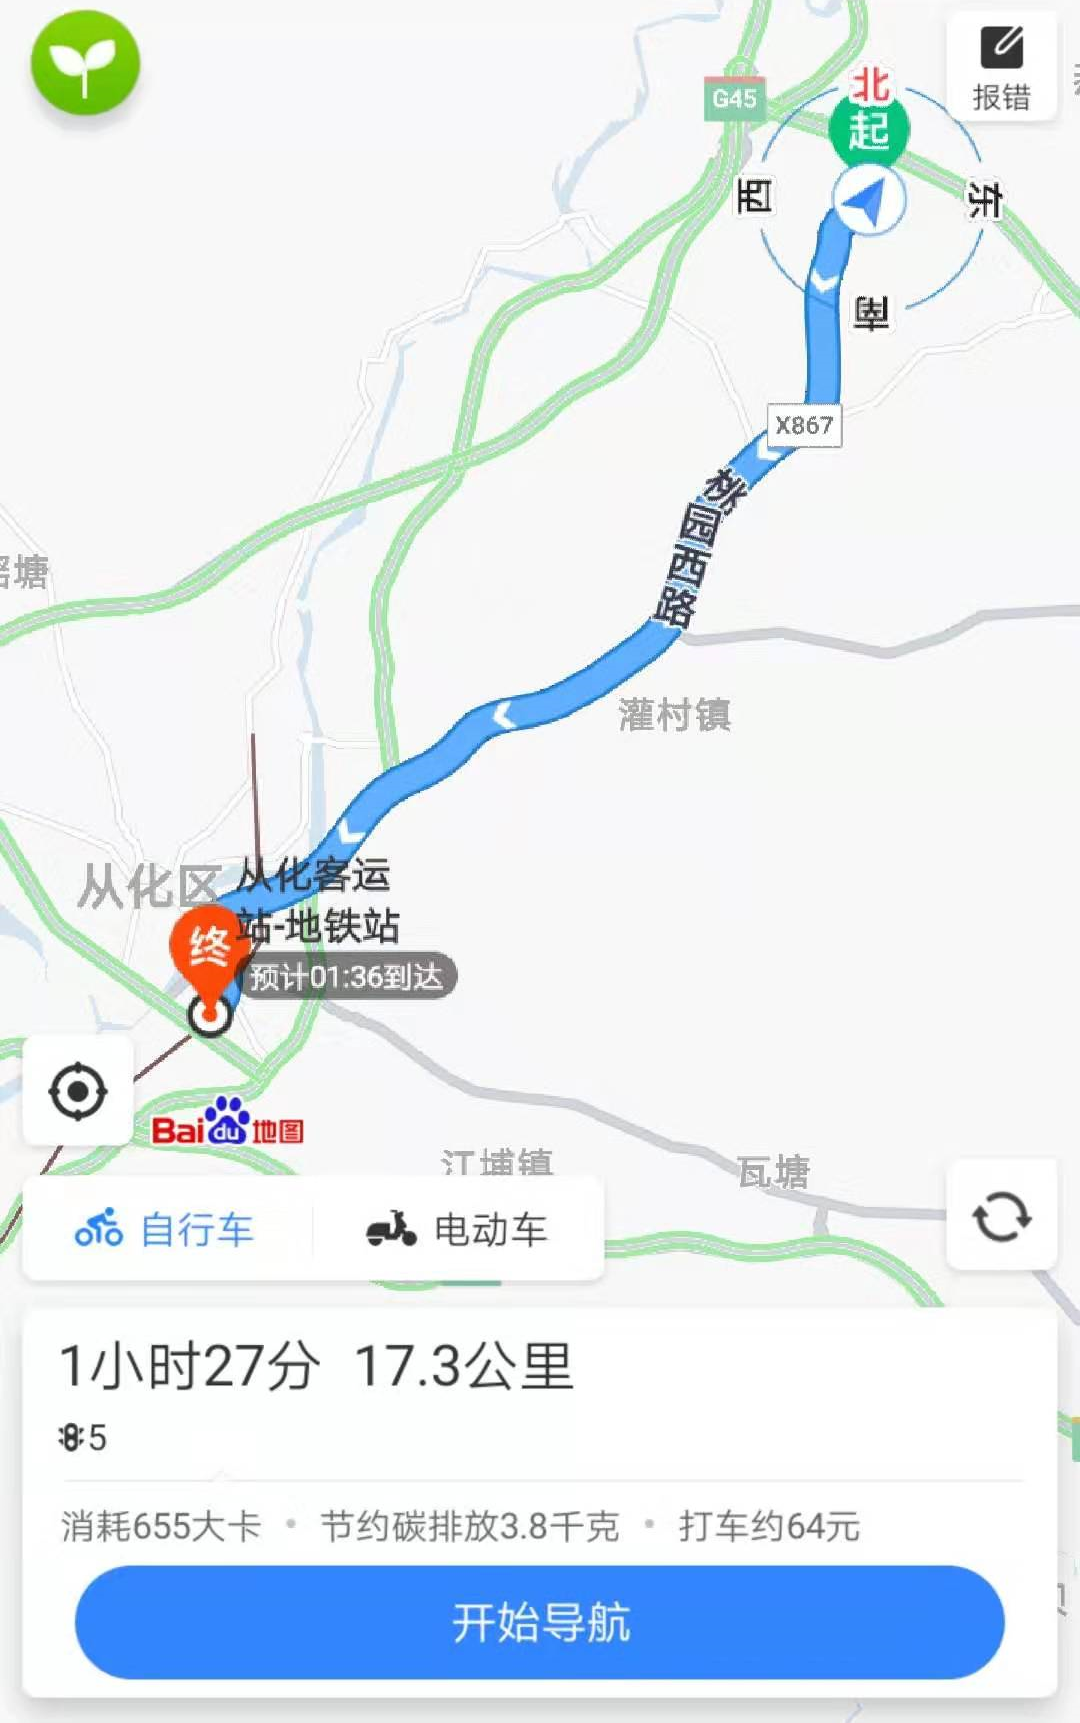 报错
G45
北
起
西
东
南
X867
桃园西路
塘
灌村镇
从化区
从化客运
站-地铁站
终
预计01:36到达
Bai du 地图
江埔镇
瓦塘
自行车
电动车
1小时27分 17.3公里
5
消耗655大卡 • 节约碳排放3.8千克 • 打车约64元
开始导航